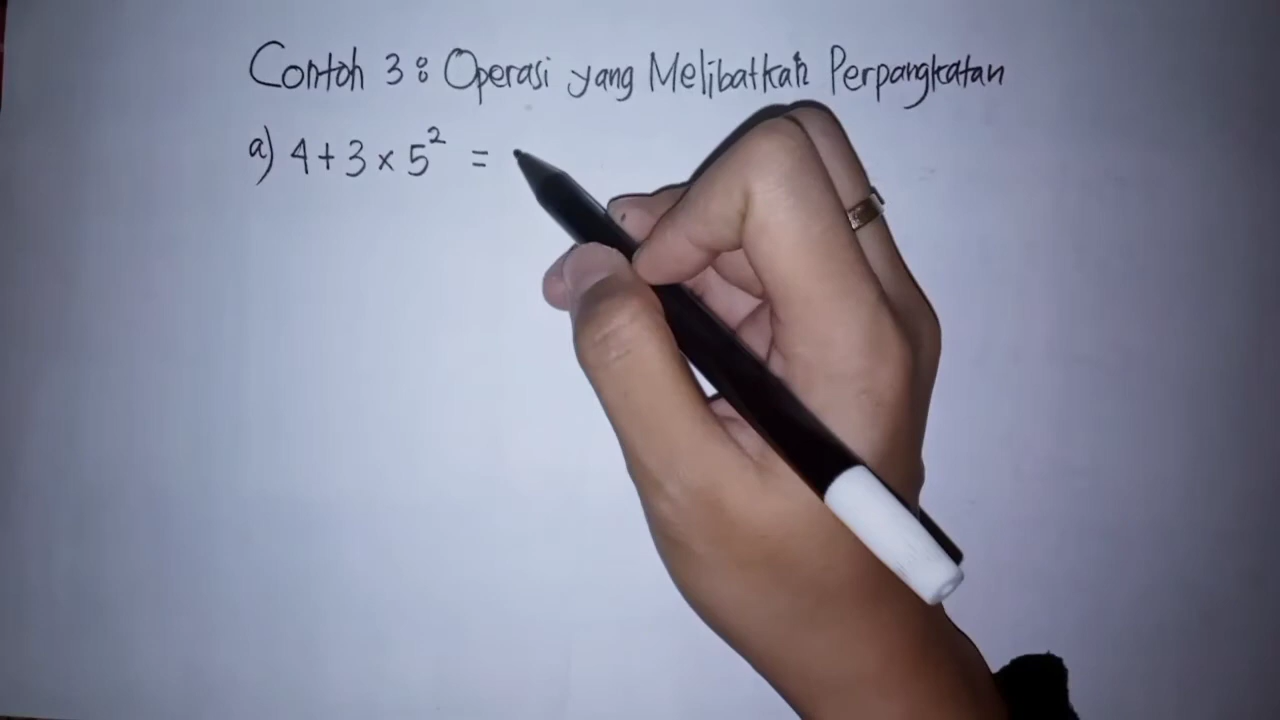 Contoh 3: Operasi yang Melibatkan Perpangkatan
a) 4 + 3 × 5² =